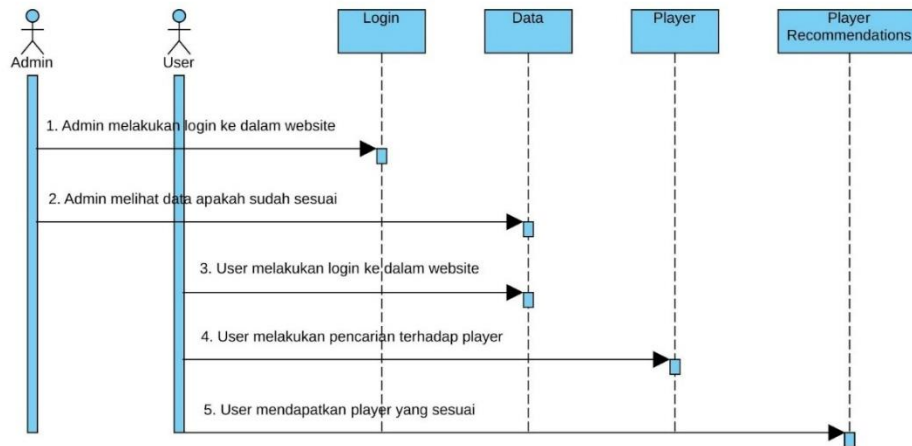 Login
Data
Player
Player
Recommendations
Admin
User
1. Admin melakukan login ke dalam website
2. Admin melihat data apakah sudah sesuai
3. User melakukan login ke dalam website
4. User melakukan pencarian terhadap player
5. User mendapatkan player yang sesuai